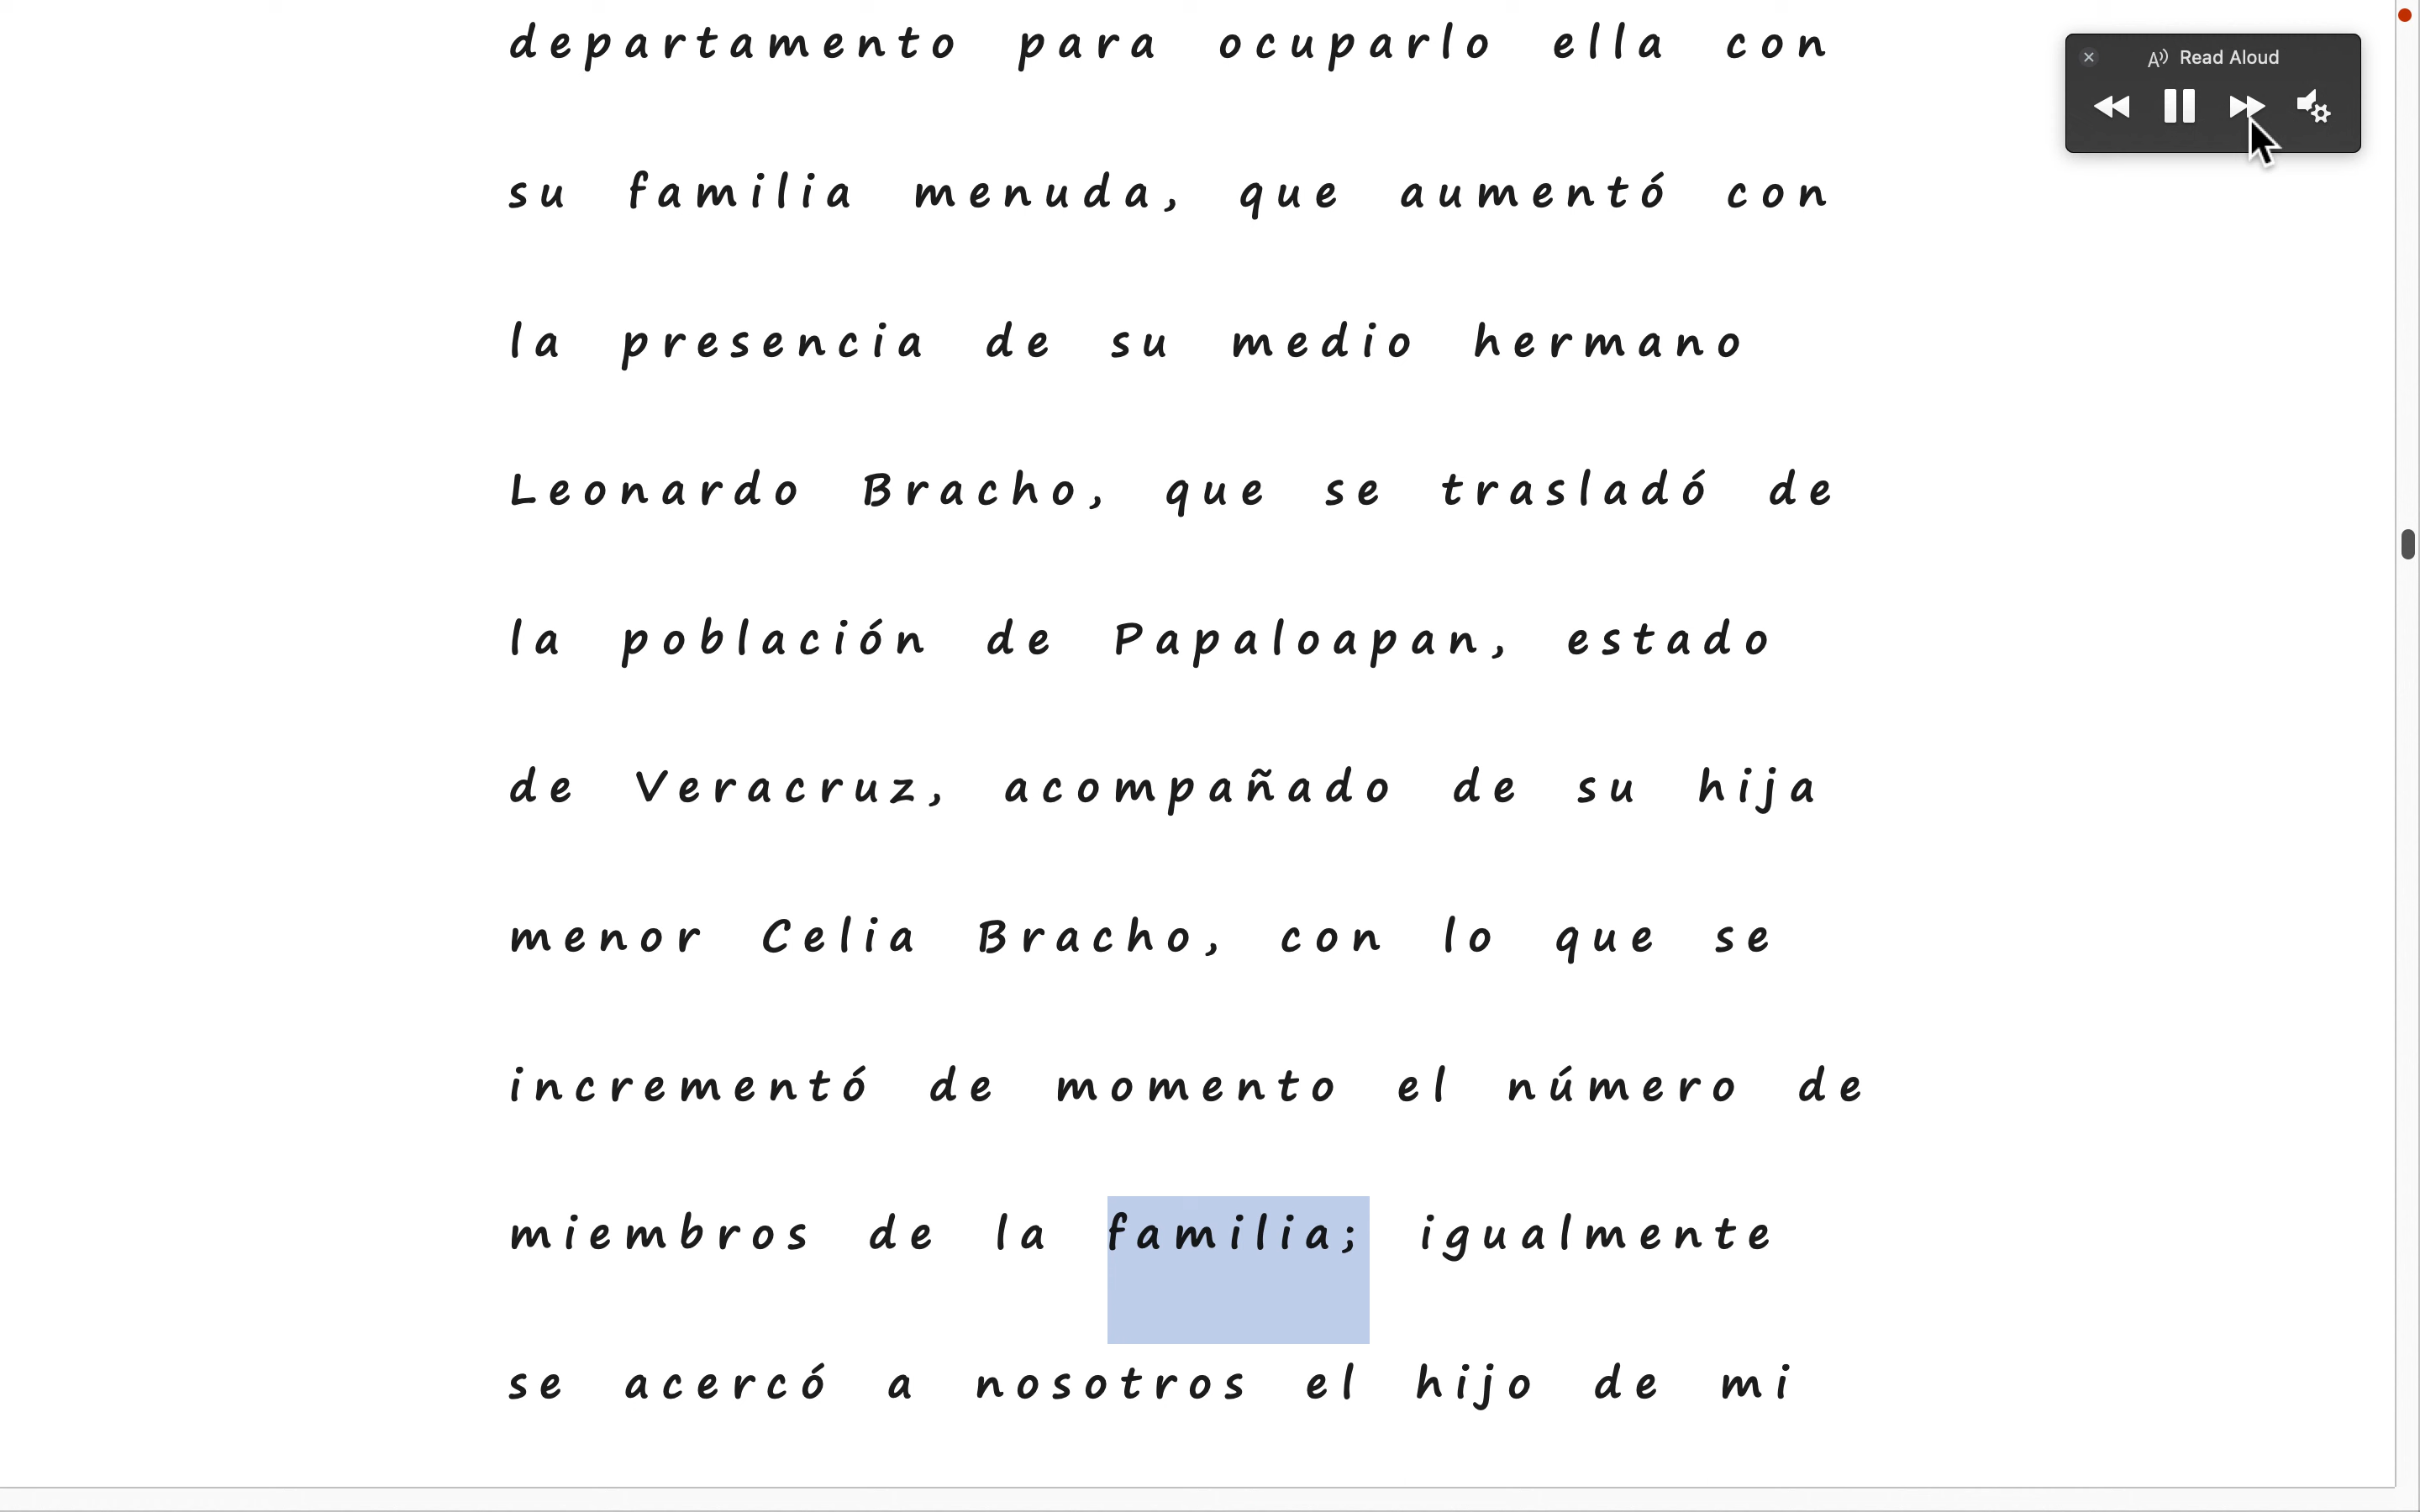 departamento para ocuparlo ella con
su familia menuda, que aumentó con
la presencia de su medio hermano
Leonardo Bracho, que se trasladó de
la población de Papaloapan, estado
de Veracruz, acompañado de su hija
menor Celia Bracho, con lo que se
incrementó de momento el número de
miembros de la familia; igualmente
se acercó a nosotros el hijo de mi
Read Aloud